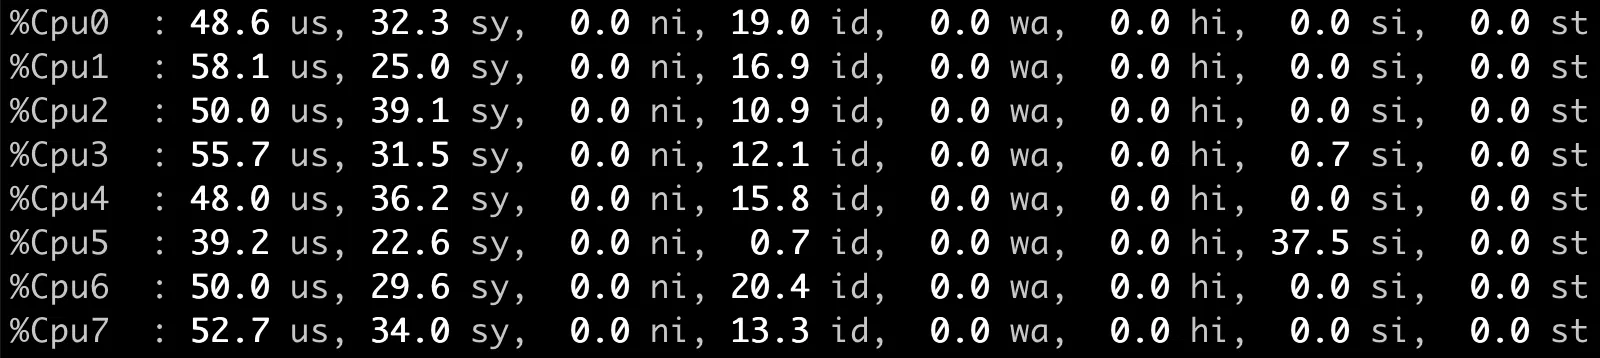 %Cpu0  : 48.6 us, 32.3 sy,  0.0 ni, 19.0 id,  0.0 wa,  0.0 hi,  0.0 si,  0.0 st
%Cpu1  : 58.1 us, 25.0 sy,  0.0 ni, 16.9 id,  0.0 wa,  0.0 hi,  0.0 si,  0.0 st
%Cpu2  : 50.0 us, 39.1 sy,  0.0 ni, 10.9 id,  0.0 wa,  0.0 hi,  0.0 si,  0.0 st
%Cpu3  : 55.7 us, 31.5 sy,  0.0 ni, 12.1 id,  0.0 wa,  0.0 hi,  0.7 si,  0.0 st
%Cpu4  : 48.0 us, 36.2 sy,  0.0 ni, 15.8 id,  0.0 wa,  0.0 hi,  0.0 si,  0.0 st
%Cpu5  : 39.2 us, 22.6 sy,  0.0 ni,  0.7 id,  0.0 wa,  0.0 hi, 37.5 si,  0.0 st
%Cpu6  : 50.0 us, 29.6 sy,  0.0 ni, 20.4 id,  0.0 wa,  0.0 hi,  0.0 si,  0.0 st
%Cpu7  : 52.7 us, 34.0 sy,  0.0 ni, 13.3 id,  0.0 wa,  0.0 hi,  0.0 si,  0.0 st